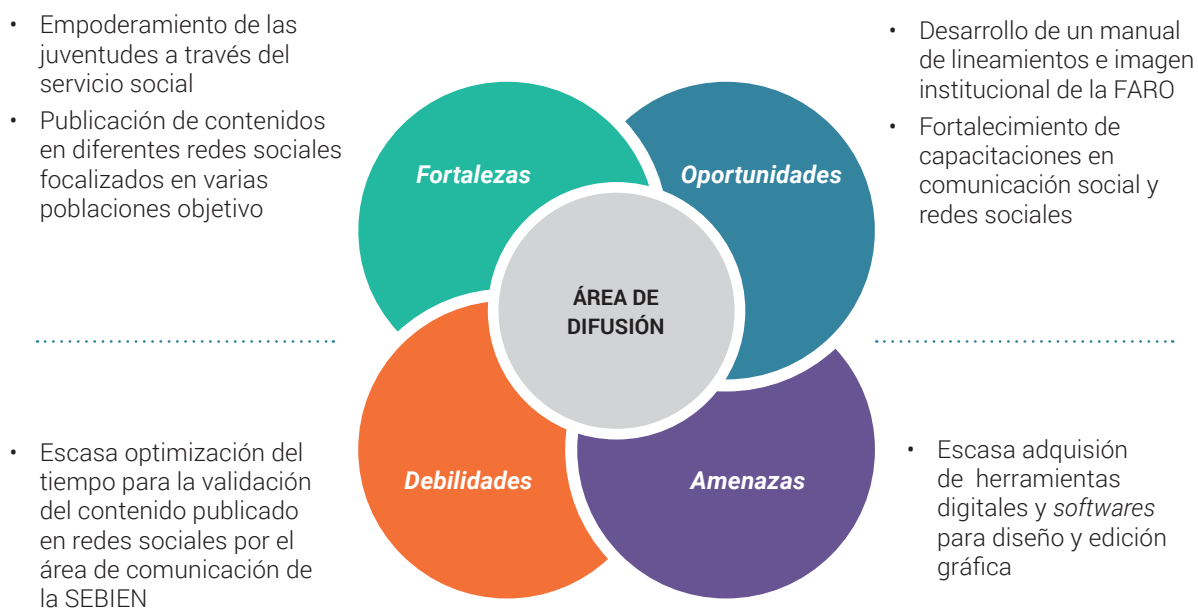 • Empoderamiento de las
juventudes a través del
servicio social
• Publicación de contenidos
en diferentes redes sociales
focalizados en varias
poblaciones objetivo
• Desarrollo de un manual
de lineamientos e imagen
institucional de la FARO
• Fortalecimiento de
capacitaciones en
comunicación social y
redes sociales
Fortalezas
Oportunidades
ÁREA DE
DIFUSIÓN
Debilidades
Amenazas
• Escasa optimización del
tiempo para la validación
del contenido publicado
en redes sociales por el
área de comunicación de
la SEBIEN
• Escasa adquisión
de herramientas
digitales y softwares
para diseño y edición
gráfica